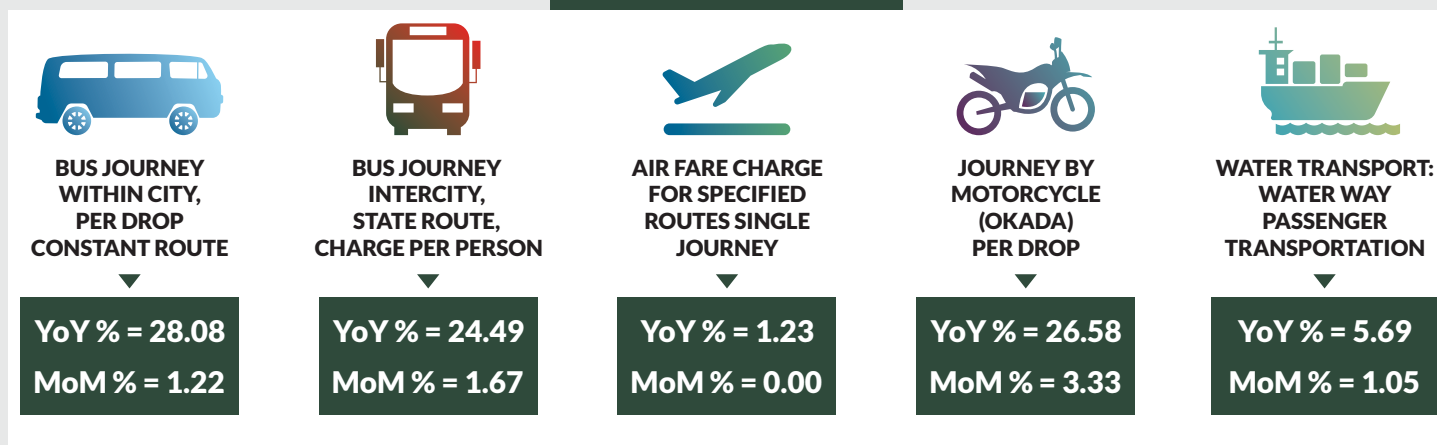 BUS JOURNEY
WITHIN CITY,
PER DROP
CONSTANT ROUTE
YoY % = 28.08
MoM % = 1.22
BUS JOURNEY
INTERCITY,
STATE ROUTE,
CHARGE PER PERSON
YoY % = 24.49
MoM % = 1.67
AIR FARE CHARGE
FOR SPECIFIED
ROUTES SINGLE
JOURNEY
YoY % = 1.23
MoM % = 0.00
JOURNEY BY
MOTORCYCLE
(OKADA)
PER DROP
YoY % = 26.58
MoM % = 3.33
WATER TRANSPORT:
WATER WAY
PASSENGER
TRANSPORTATION
YoY % = 5.69
MoM % = 1.05